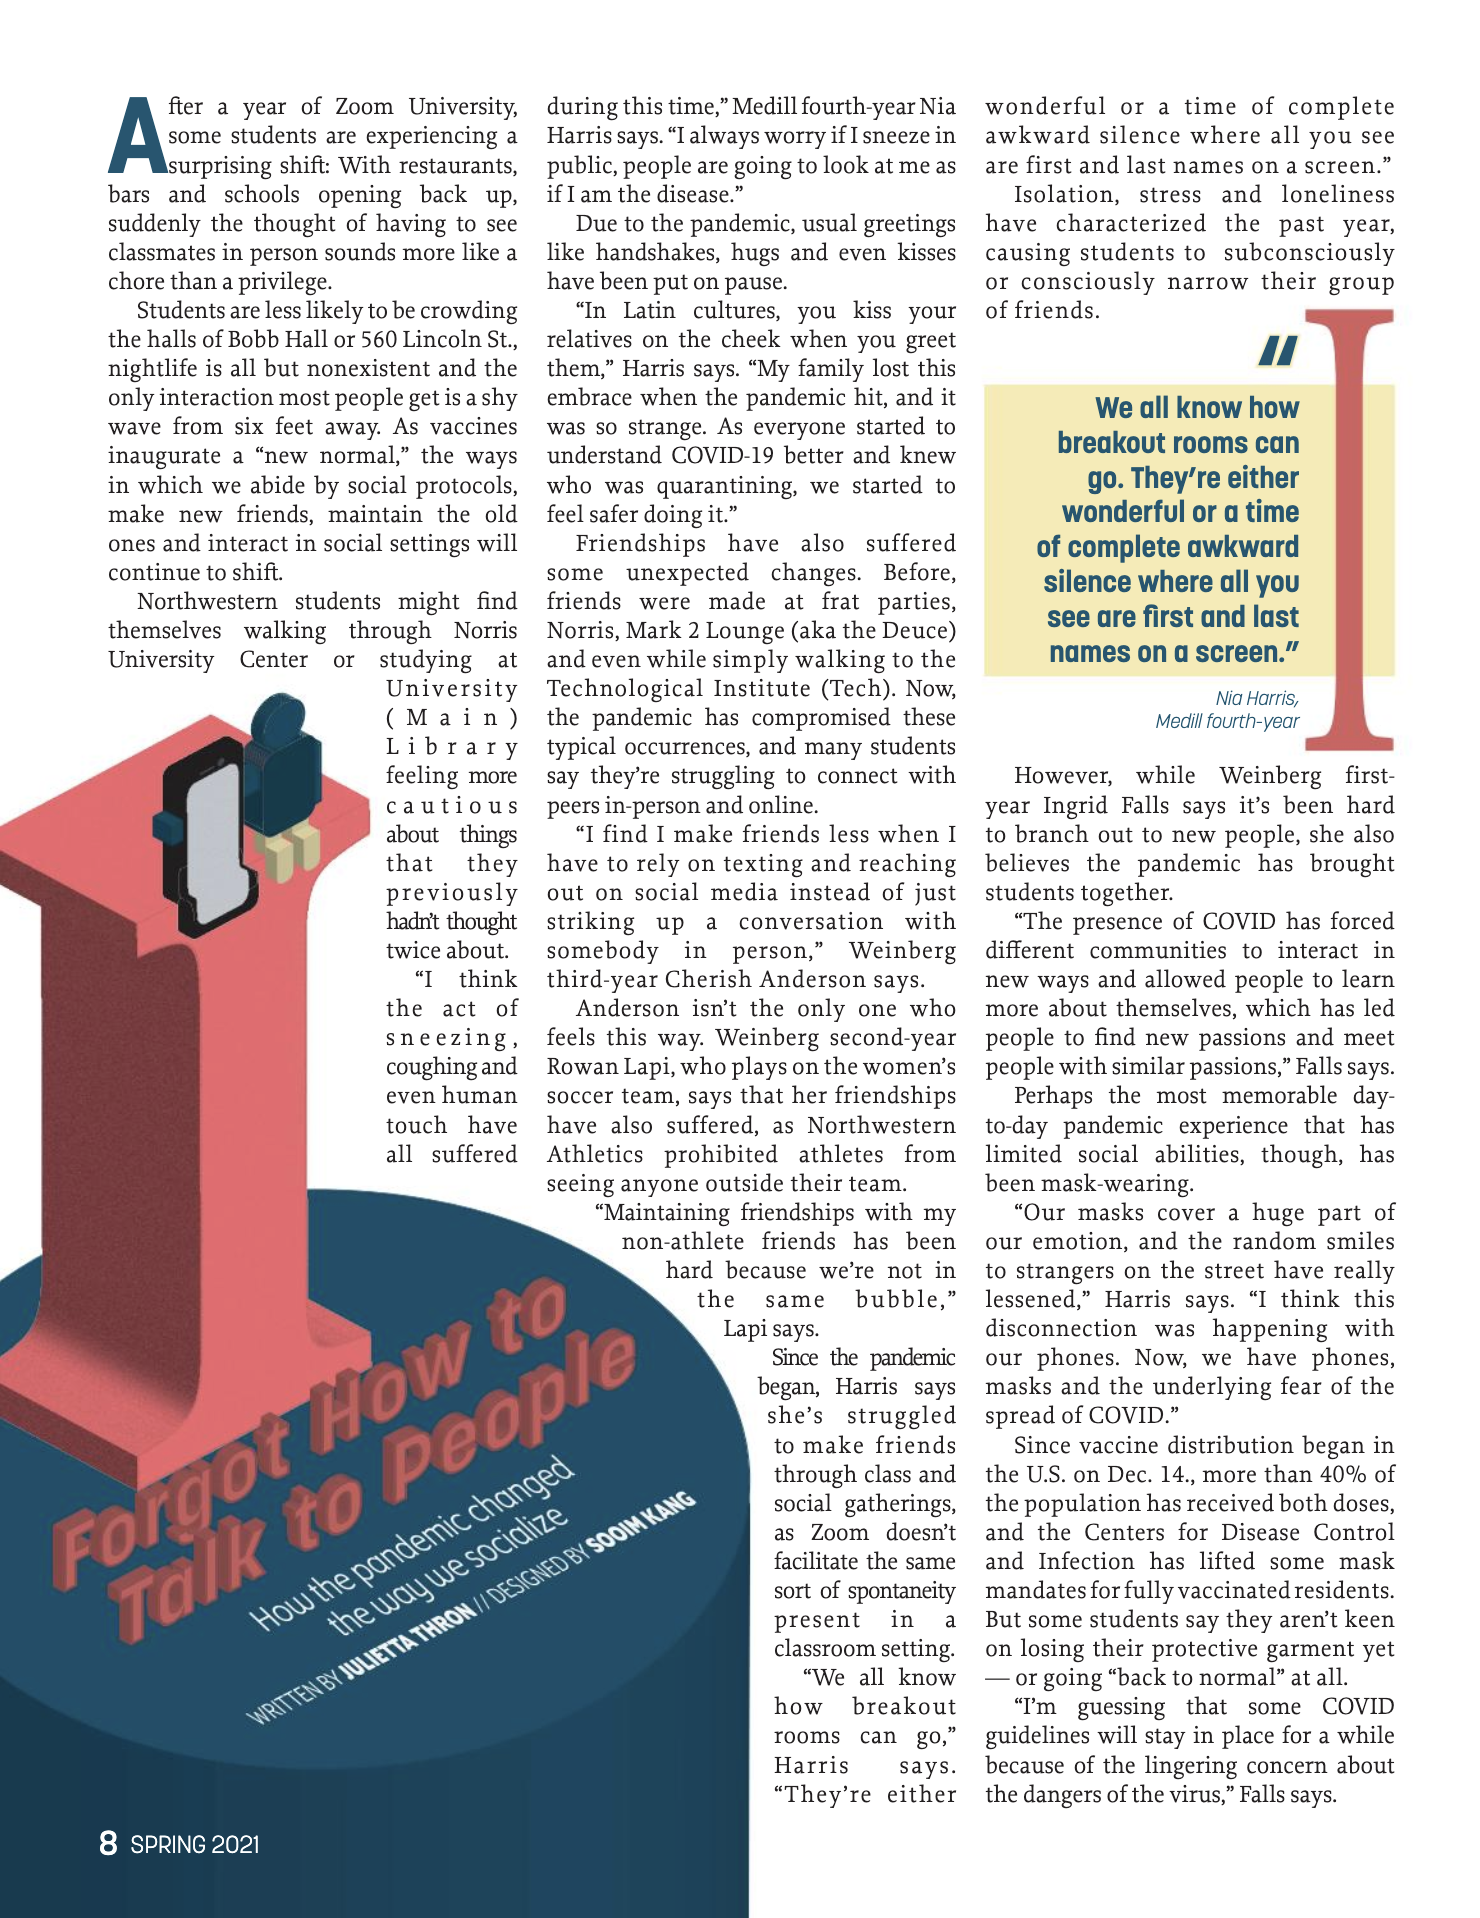 After a year of Zoom University,
some students are experiencing a
surprising shift: With restaurants,
bars and schools opening back up,
suddenly the thought of having to see
classmates in person sounds more like a
chore than a privilege.
Students are less likely to be crowding
the halls of Bobb Hall or 560 Lincoln St.,
nightlife is all but nonexistent and the
only interaction most people get is a shy
wave from six feet away. As vaccines
inaugurate a “new normal,” the ways
in which we abide by social protocols,
make new friends, maintain the old
ones and interact in social settings will
continue to shift.
Northwestern students might find
themselves walking through Norris
University Center or studying at
University
(Main)
Library
feeling more
cautious
about things
that they
previously
hadn’t thought
twice about.
“I think
the act of
sneezing,
coughing and
even human
touch have
all suffered
during this time,” Medill fourth-year Nia
Harris says. “I always worry if I sneeze in
public, people are going to look at me as
if I am the disease.”
Due to the pandemic, usual greetings
like handshakes, hugs and even kisses
have been put on pause.
“In Latin cultures, you kiss your
relatives on the cheek when you greet
them,” Harris says. “My family lost this
embrace when the pandemic hit, and it
was so strange. As everyone started to
understand COVID-19 better and knew
who was quarantining, we started to
feel safer doing it.”
Friendships have also suffered
some unexpected changes. Before,
friends were made at frat parties,
Norris, Mark 2 Lounge (aka the Deuce)
and even while simply walking to the
Technological Institute (Tech). Now,
the pandemic has compromised these
typical occurrences, and many students
say they’re struggling to connect with
peers in-person and online.
“I find I make friends less when I
have to rely on texting and reaching
out on social media instead of just
striking up a conversation with
somebody in person,” Weinberg
third-year Cherish Anderson says.
Anderson isn’t the only one who
feels this way. Weinberg second-year
Rowan Lapi, who plays on the women’s
soccer team, says that her friendships
have also suffered, as Northwestern
Athletics prohibited athletes from
seeing anyone outside their team.
“Maintaining friendships with my
non-athlete friends has been
hard because we’re not in
the same bubble,”
Lapi says.
Since the pandemic
began, Harris says
she’s struggled
to make friends
through class and
social gatherings,
as Zoom doesn’t
facilitate the same
sort of spontaneity
present in a
classroom setting.
“We all know
how breakout
rooms can go,”
Harris says.
“They’re either
wonderful or a time of complete
awkward silence where all you see
are first and last names on a screen.”
Isolation, stress and loneliness
have characterized the past year,
causing students to subconsciously
or consciously narrow their group
of friends.
“
We all know how
breakout rooms can
go. They’re either
wonderful or a time
of complete awkward
silence where all you
see are first and last
names on a screen.”
Nia Harris,
Medill fourth-year
I
However, while Weinberg first-
year Ingrid Falls says it’s been hard
to branch out to new people, she also
believes the pandemic has brought
students together.
“The presence of COVID has forced
different communities to interact in
new ways and allowed people to learn
more about themselves, which has led
people to find new passions and meet
people with similar passions,” Falls says.
Perhaps the most memorable day-
to-day pandemic experience that has
limited social abilities, though, has
been mask-wearing.
“Our masks cover a huge part of
our emotion, and the random smiles
to strangers on the street have really
lessened,” Harris says. “I think this
disconnection was happening with
our phones. Now, we have phones,
masks and the underlying fear of the
spread of COVID.”
Since vaccine distribution began in
the U.S. on Dec. 14., more than 40% of
the population has received both doses,
and the Centers for Disease Control
and Infection has lifted some mask
mandates for fully vaccinated residents.
But some students say they aren’t keen
on losing their protective garment yet
— or going “back to normal” at all.
“I’m guessing that some COVID
guidelines will stay in place for a while
because of the lingering concern about
the dangers of the virus,” Falls says.
I
Forgot How to
Talk to People
How the pandemic changed
the way we socialize
WRITTEN BY JULIETTA THRON // DESIGNED BY SOOIM KANG
8 SPRING 2021